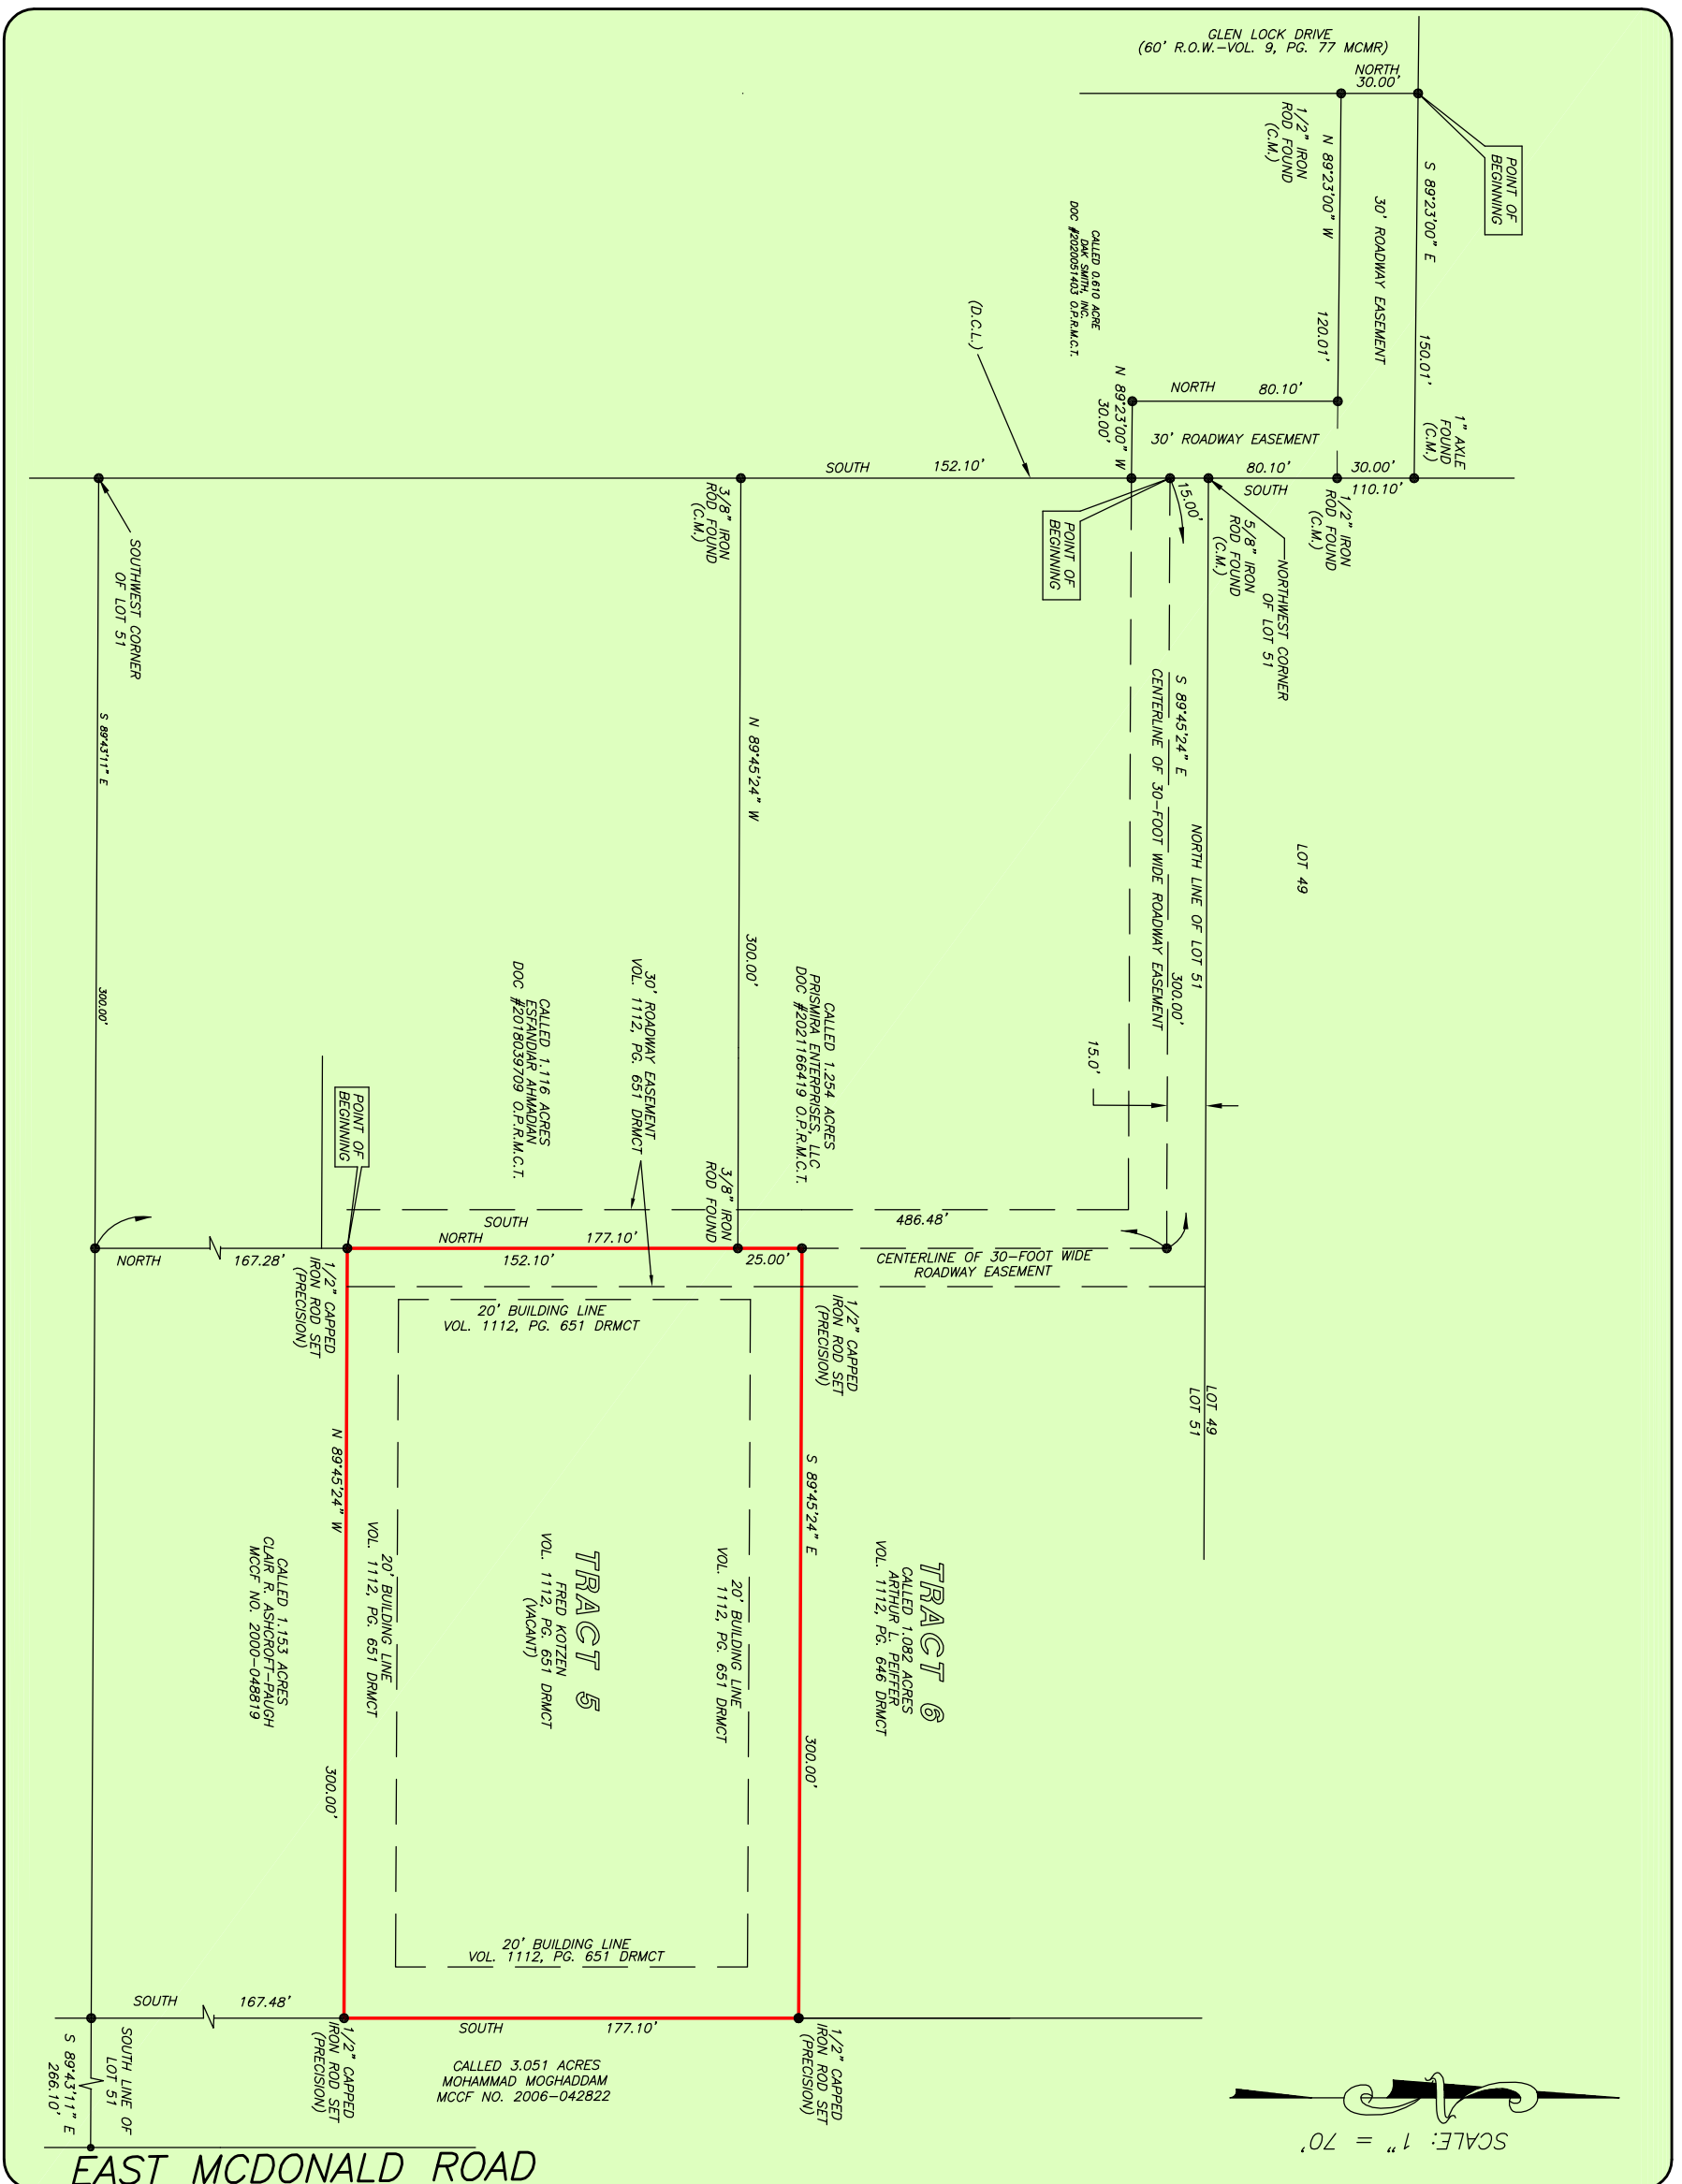 GLEN LOCK DRIVE
(60' R.O.W.-VOL. 9, PG. 77 MCMR)
NORTH
30.00'
POINT OF
BEGINNING
1/2" IRON
ROD FOUND
(C.M.)
N 89°23'00" W
120.01'
30' ROADWAY EASEMENT
S 89°23'00" E
150.01'
1" AXLE
FOUND
(C.M.)
CALLED 0.610 ACRE
DAK SMITH, INC.
DOC #2020051403 O.P.R.M.C.T.
(D.C.L.)
N 89°23'00" W
30.00'
NORTH 80.10'
30' ROADWAY EASEMENT
SOUTH 152.10'
80.10'
30.00'
SOUTH 110.10'
15.00'
POINT OF
BEGINNING
1/2" IRON
ROD FOUND
(C.M.)
5/8" IRON
ROD FOUND
(C.M.)
NORTHWEST CORNER
OF LOT 51
3/8" IRON
ROD FOUND
(C.M.)
SOUTHWEST CORNER
OF LOT 51
S 89°43'11" E
300.00'
N 89°45'24" W
300.00'
S 89°45'24" E
300.00'
CENTERLINE OF 30-FOOT WIDE ROADWAY EASEMENT
NORTH LINE OF LOT 51
LOT 49
15.0'
CALLED 1.254 ACRES
PRISMIRA ENTERPRISES, LLC
DOC #2021166419 O.P.R.M.C.T.
30' ROADWAY EASEMENT
VOL. 1112, PG. 651 DRMCT
CALLED 1.116 ACRES
ESFANDIAR AHMADIAN
DOC #2018039709 O.P.R.M.C.T.
POINT OF
BEGINNING
3/8" IRON
ROD FOUND
SOUTH
486.48'
NORTH 177.10'
152.10'
25.00'
CENTERLINE OF 30-FOOT WIDE
ROADWAY EASEMENT
NORTH 167.28'
1/2" CAPPED
IRON ROD SET
(PRECISION)
1/2" CAPPED
IRON ROD SET
(PRECISION)
20' BUILDING LINE
VOL. 1112, PG. 651 DRMCT
LOT 49
LOT 51
N 89°45'24" W
300.00'
S 89°45'24" E
300.00'
20' BUILDING LINE
VOL. 1112, PG. 651 DRMCT
20' BUILDING LINE
VOL. 1112, PG. 651 DRMCT
TRACT 5
FRED KOTZEN
VOL. 1112, PG. 651 DRMCT
(VACANT)
TRACT 6
CALLED 1.082 ACRES
ARTHUR L. PEIFFER
VOL. 1112, PG. 646 DRMCT
CALLED 1.153 ACRES
CLAIR R. ASHCROFT-PAUGH
MCCF NO. 2000-048819
20' BUILDING LINE
VOL. 1112, PG. 651 DRMCT
SOUTH 167.48'
SOUTH 177.10'
1/2" CAPPED
IRON ROD SET
(PRECISION)
1/2" CAPPED
IRON ROD SET
(PRECISION)
CALLED 3.051 ACRES
MOHAMMAD MOGHADDAM
MCCF NO. 2006-042822
SOUTH LINE OF
LOT 51
S 89°43'11" E
266.10'
N
SCALE: 1" = 70'
EAST MCDONALD ROAD